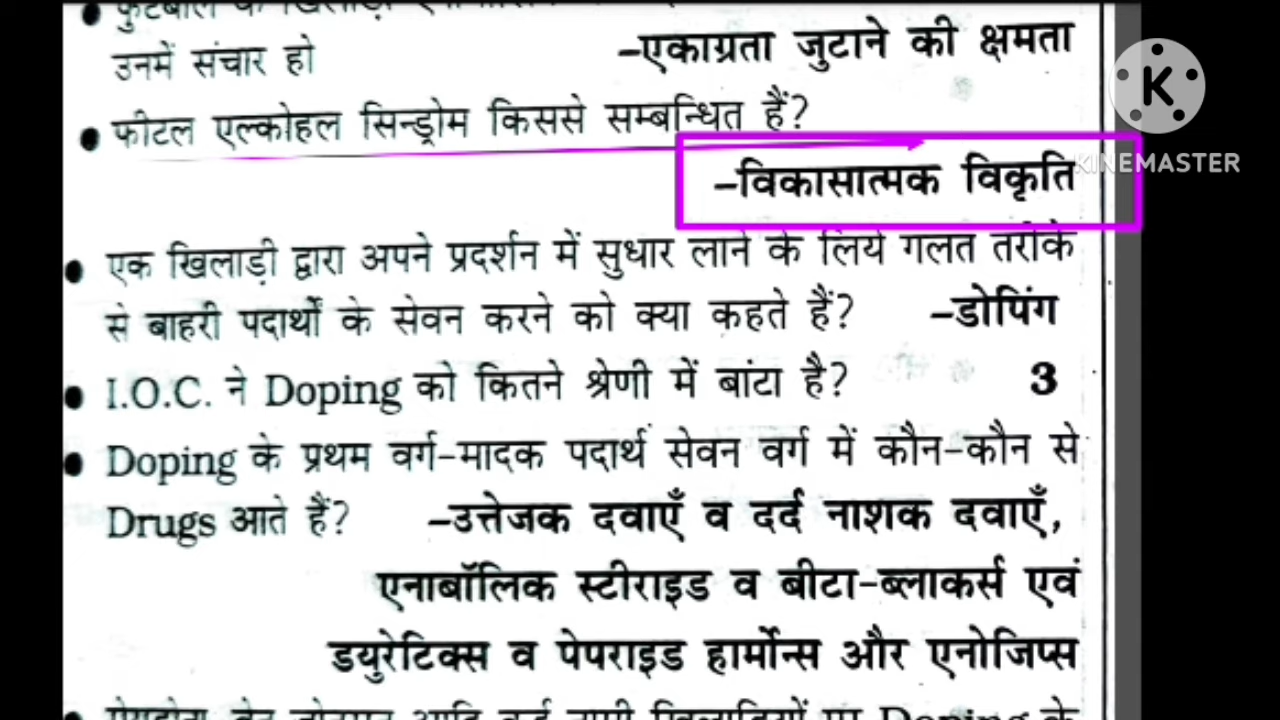 उनमें संचार हो –एकाग्रता जुटाने की क्षमता
फीटल एल्कोहल सिन्ड्रोम किससे सम्बन्धित हैं?
–विकासात्मक विकृति
एक खिलाड़ी द्वारा अपने प्रदर्शन में सुधार लाने के लिये गलत तरीके
से बाहरी पदार्थों के सेवन करने को क्या कहते हैं? –डोपिंग
I.O.C. ने Doping को कितने श्रेणी में बांटा है? 3
Doping के प्रथम वर्ग-मादक पदार्थ सेवन वर्ग में कौन-कौन से
Drugs आते हैं? –उत्तेजक दवाएँ व दर्द नाशक दवाएँ,
एनाबॉलिक स्टीराइड व बीटा-ब्लाकर्स एवं
डयुरेटिक्स व पेपराइड हार्मोन्स और एनोजिप्स
K
KINEMASTER